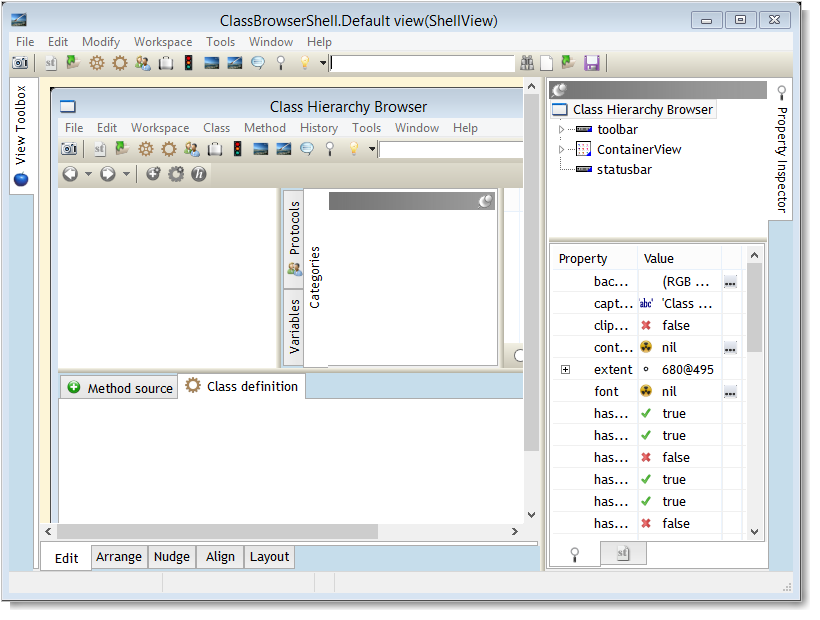 ClassBrowserShell.Default view(ShellView)
File Edit Modify Workspace Tools Window Help
st
View Toolbox
Class Hierarchy Browser
File Edit Workspace Class Method History Tools Window Help
st
Protocols
Variables
Categories
Method source
Class definition
Edit Arrange Nudge Align Layout
Class Hierarchy Browser
toolbar
ContainerView
statusbar
Property Inspector
Property Value
bac... (RGB ... ...
capt... 'abc' 'Class ...
clip... false
cont... nil ...
extent 680@495
font nil ...
has... true
has... true
has... false
has... true
has... true
has... false
st